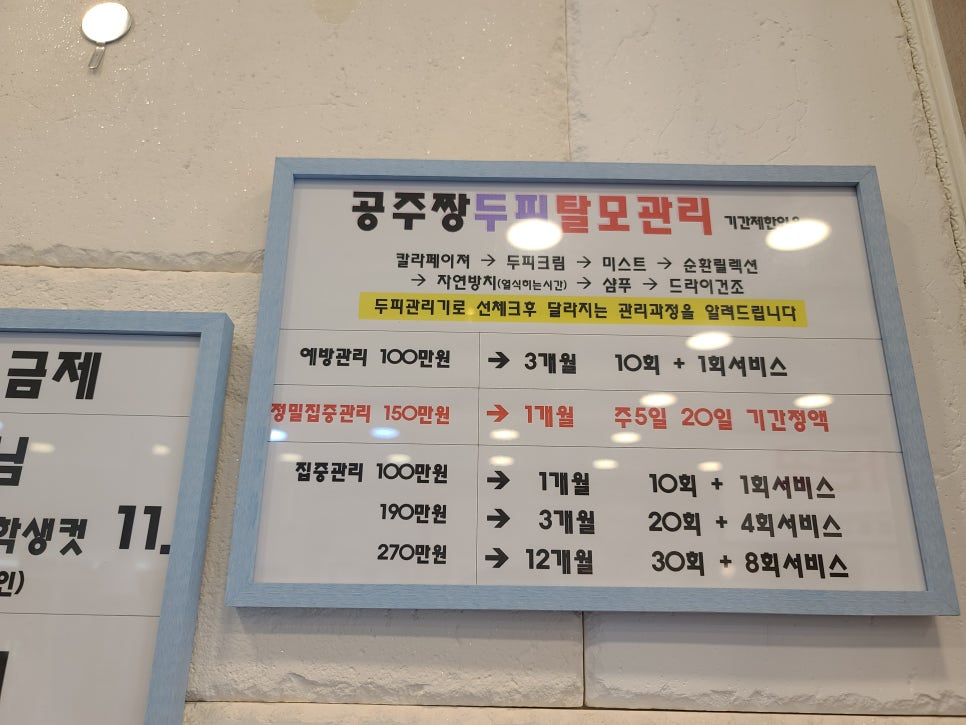 공주짱두피탈모관리
칼라페이져 → 두피크림 → 미스트 → 순환릴렉션
→ 자연방치(열식히는시간) → 샴푸 → 드라이건조
두피관리기로 선체크후 달라지는 관리과정을 알려드립니다
예방관리 100만원 → 3개월 10회 + 1회서비스
정밀집중관리 150만원 → 1개월 주5일 20일 기간정액
집중관리 100만원 → 1개월 10회 + 1회서비스
190만원 → 3개월 20회 + 4회서비스
270만원 → 12개월 30회 + 8회서비스
금제
님
학생컷 11.
인)